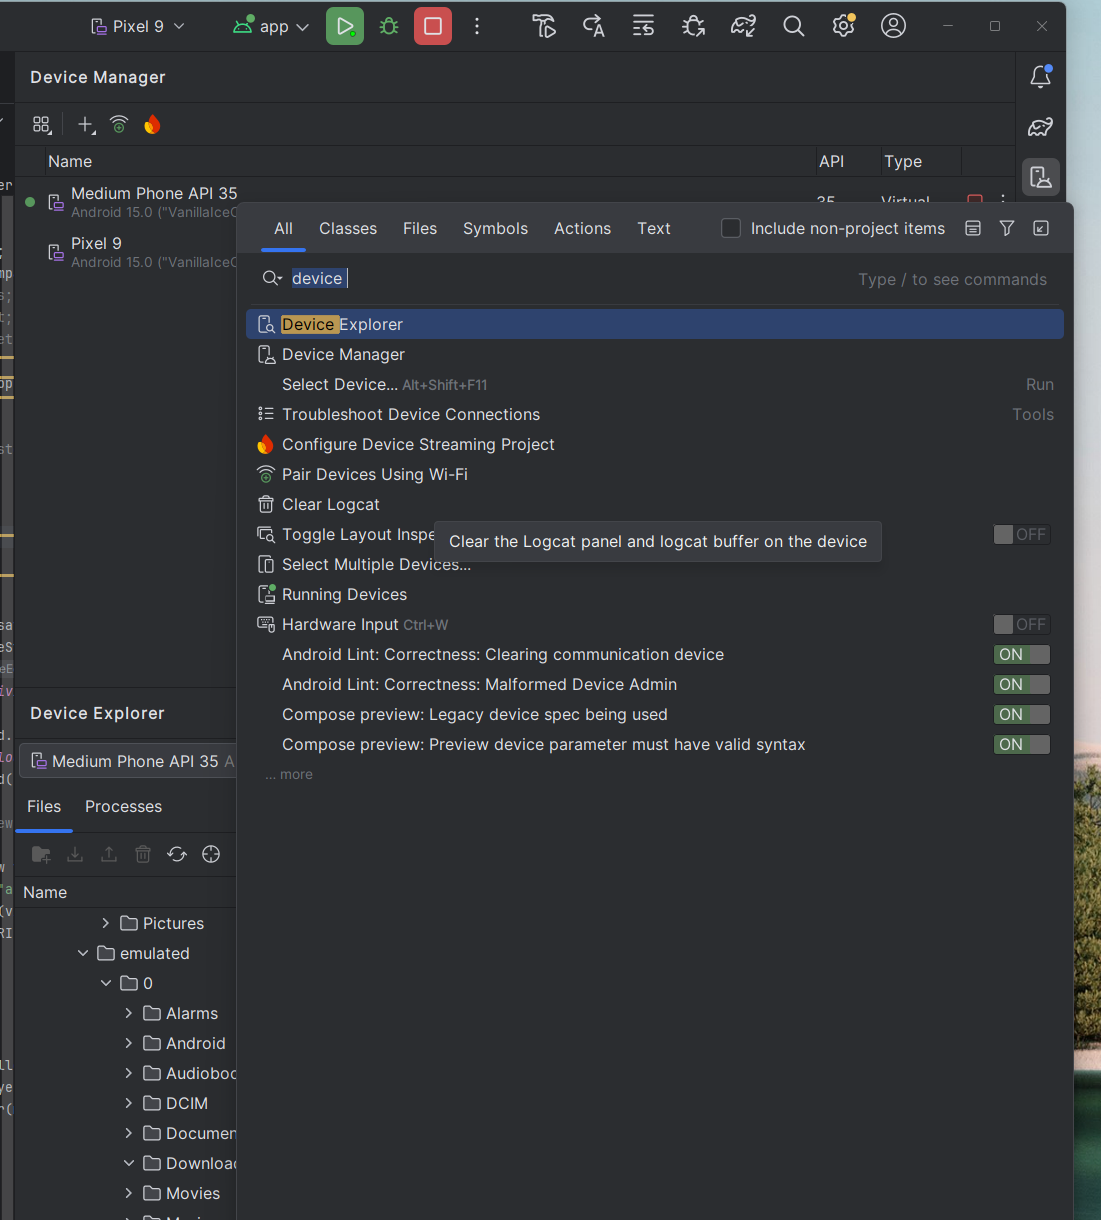 Pixel 9
app
Device Manager
Name API Type
Medium Phone API 35
Android 15.0 ("VanillaIceC
35 Virtual
Pixel 9
Android 15.0 ("VanillaIceC
All Classes Files Symbols Actions Text Include non-project items
device Type / to see commands
Device Explorer
Device Manager
Select Device... Alt+Shift+F11 Run
Troubleshoot Device Connections Tools
Configure Device Streaming Project
Pair Devices Using Wi-Fi
Clear Logcat
Toggle Layout Inspe OFF
Clear the Logcat panel and logcat buffer on the device
Select Multiple Devices...
Running Devices
Hardware Input Ctrl+W OFF
Android Lint: Correctness: Clearing communication device ON
Android Lint: Correctness: Malformed Device Admin ON
Compose preview: Legacy device spec being used ON
Compose preview: Preview device parameter must have valid syntax ON
... more
Device Explorer
Medium Phone API 35 A
Files Processes
Name
Pictures
emulated
0
Alarms
Android
Audioboo
DCIM
Documen
Downloa
Movies